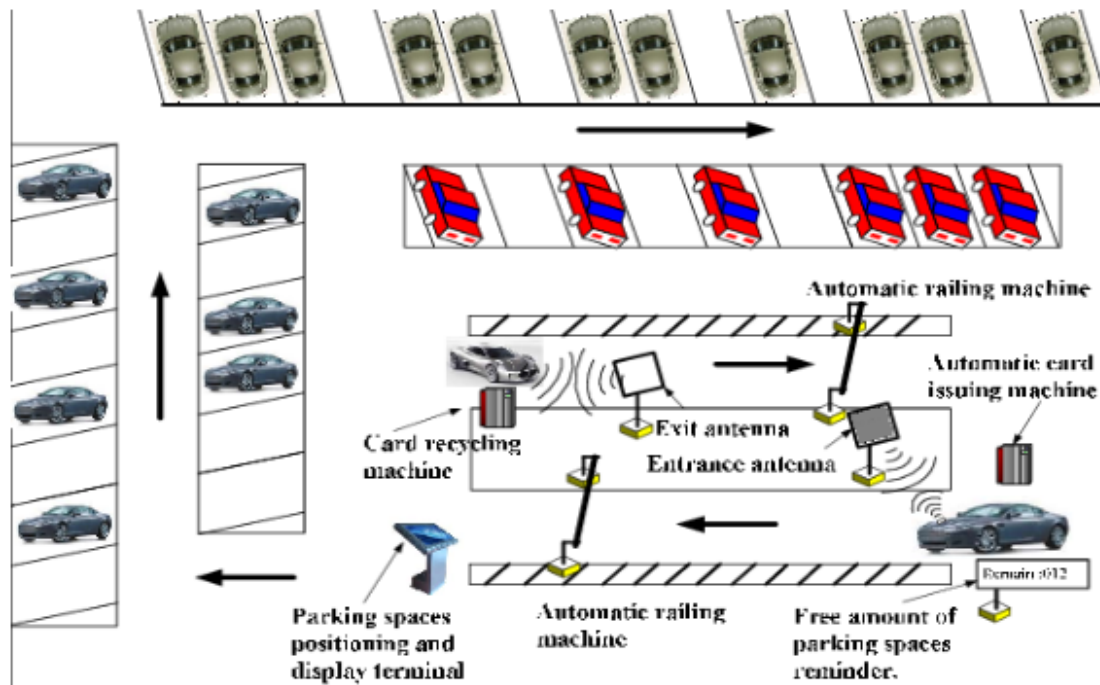 Automatic railing machine
Automatic card
issuing machine
Exit antenna
Card recycling
machine
Entrance antenna
Remain :012
Parking spaces
positioning and
display terminal
Automatic railing
machine
Free amount of
parking spaces
reminder.